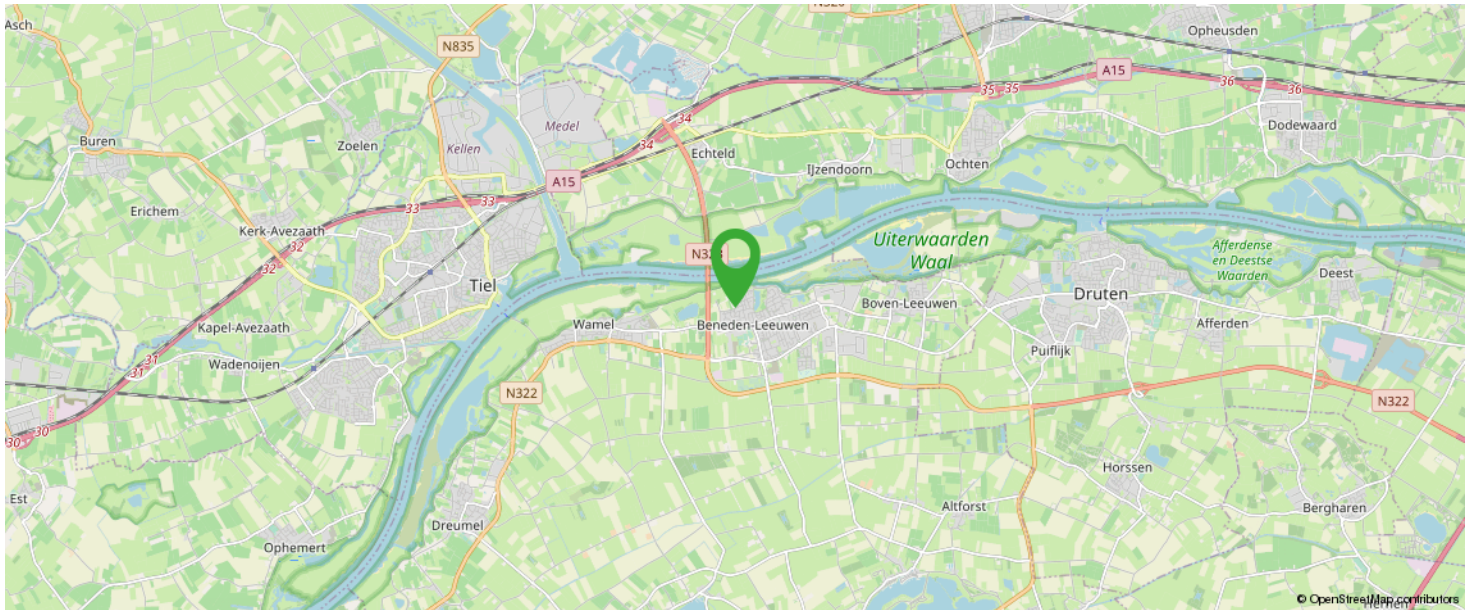 N320
Asch
Opheusden
N835
A15
35
35
36
36
Medel
34
Dodewaard
Buren
Zoelen
Kellen
34
Echteld
IJzendoorn
Ochten
A15
33
33
Erichem
Kerk-Avezaath
32
32
N323
Uiterwaarden
Waal
Afferdense
en Deestse
Waarden
Deest
Tiel
Druten
Boven-Leeuwen
Kapel-Avezaath
Wamel
Beneden-Leeuwen
Afferden
Puiflijk
31
31
Wadenoijen
N322
N322
30
30
Horssen
Est
Altforst
Bergharen
Dreumel
Ophemert
© OpenStreetMap contributors
Hernen